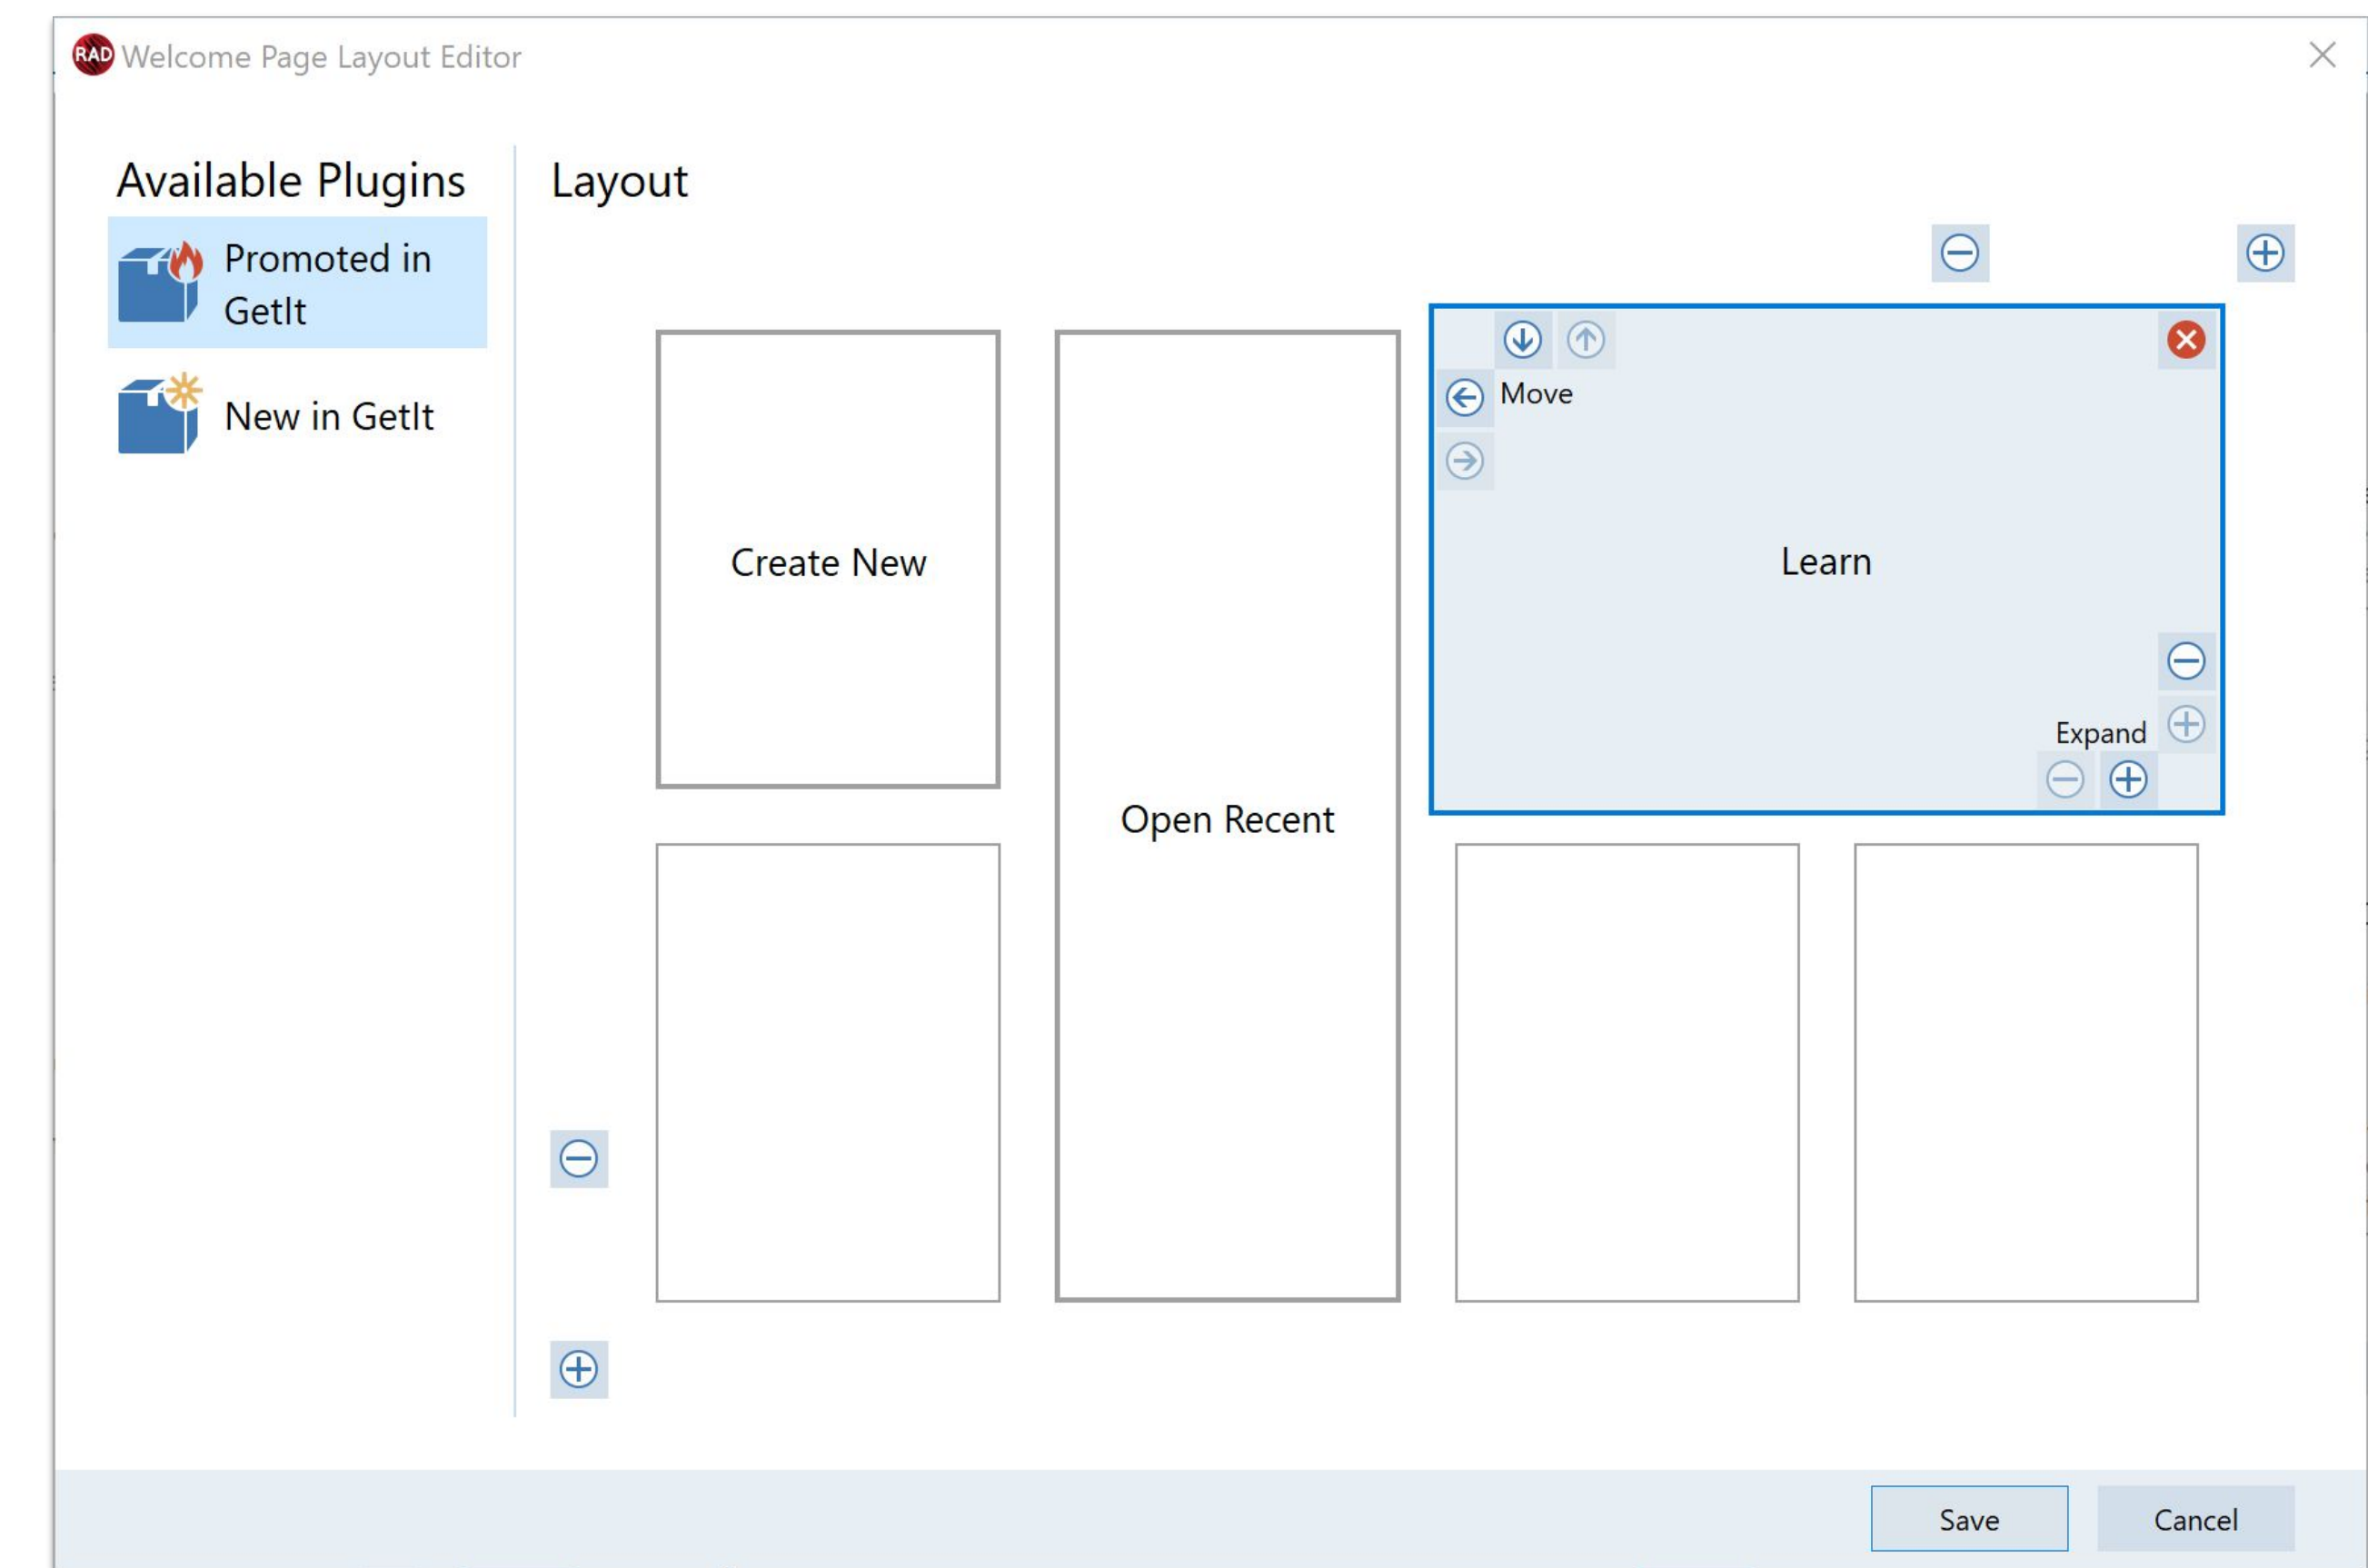 RAD Welcome Page Layout Editor
Available Plugins
Promoted in
GetIt
New in GetIt
Layout
Create New
Open Recent
Move
Learn
Expand
Save
Cancel